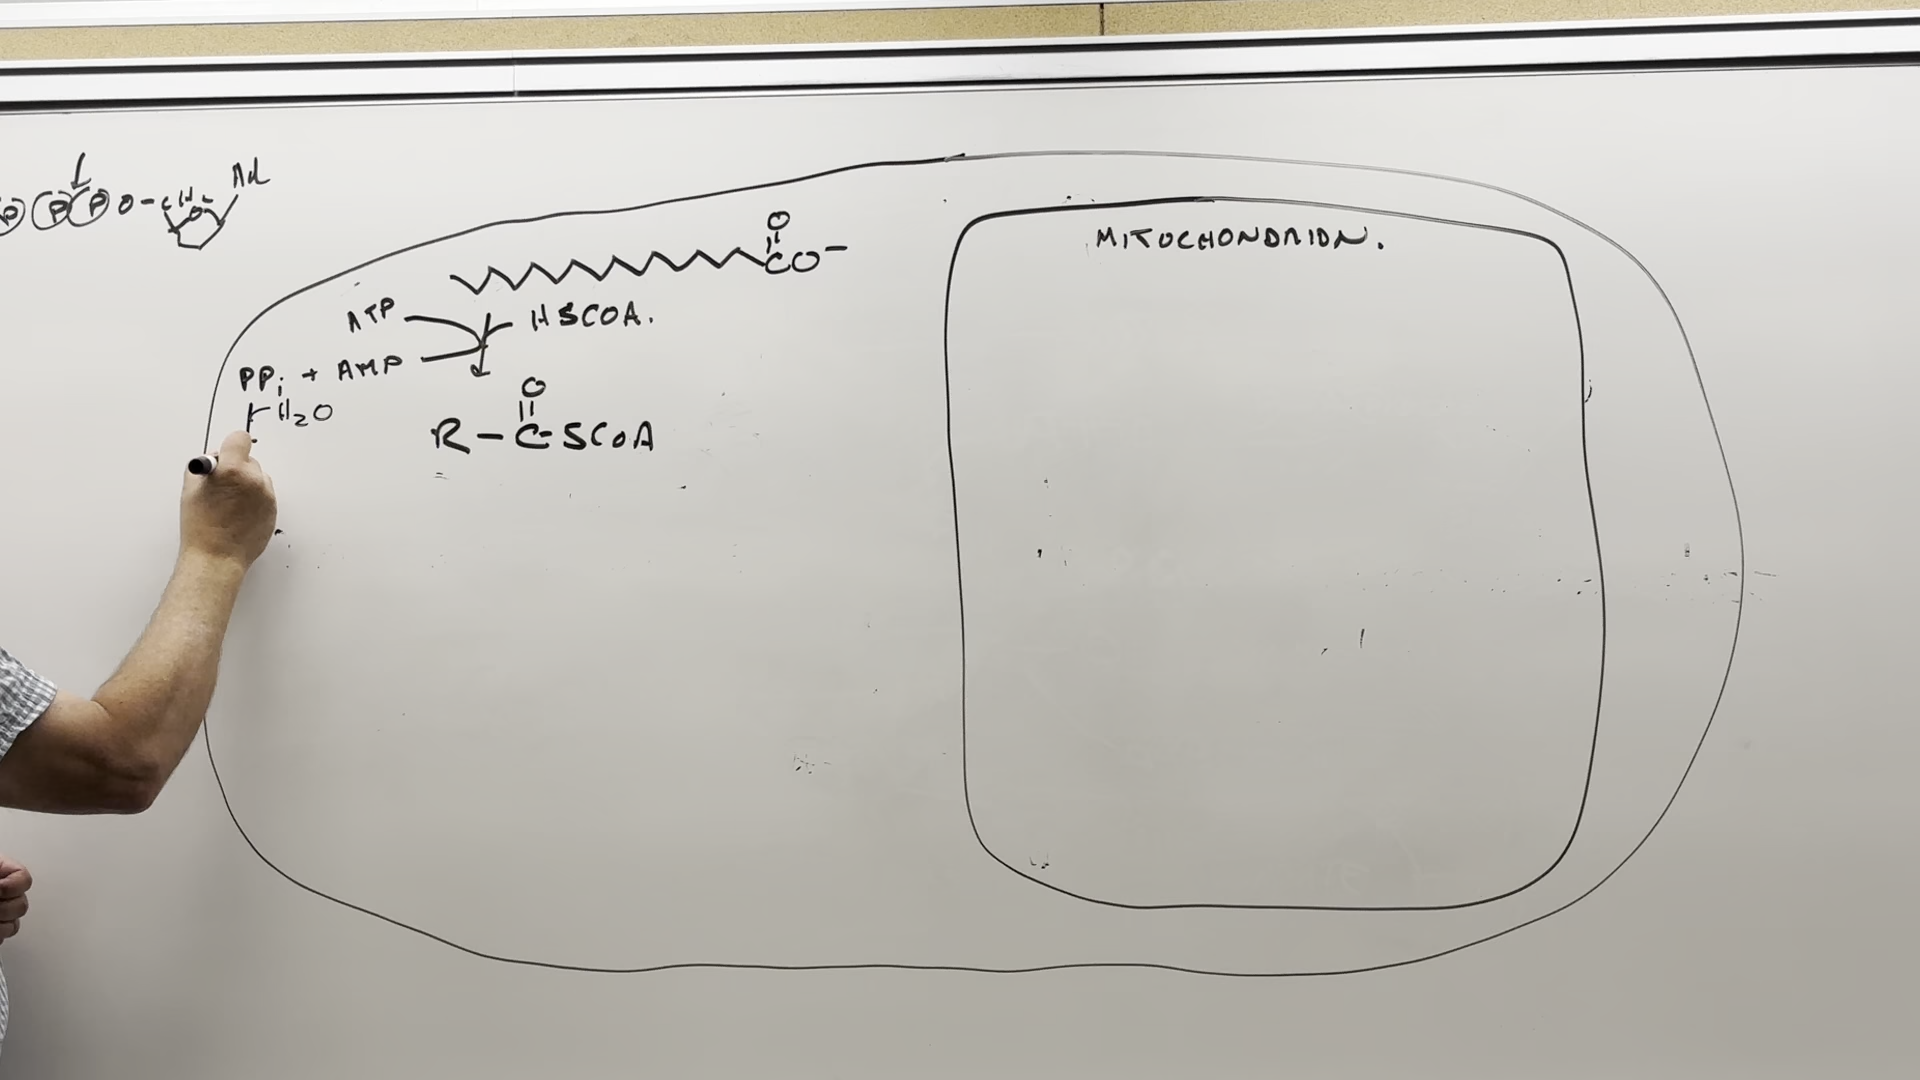 P P P O-CH2 Ad
O
MITOCHONDRION.
O
CO-
ATP HSCOA.
PPi + AMP
H2O
O
R-C-SCOA